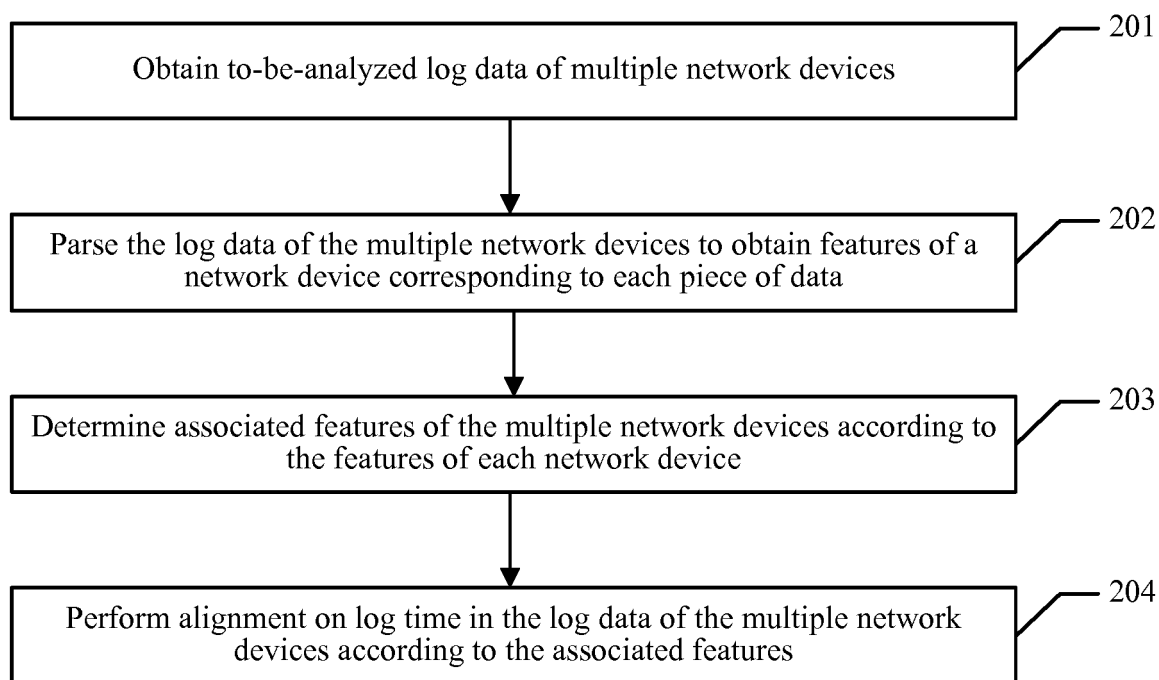 201
Obtain to-be-analyzed log data of multiple network devices
202
Parse the log data of the multiple network devices to obtain features of a
network device corresponding to each piece of data
203
Determine associated features of the multiple network devices according to
the features of each network device
204
Perform alignment on log time in the log data of the multiple network
devices according to the associated features